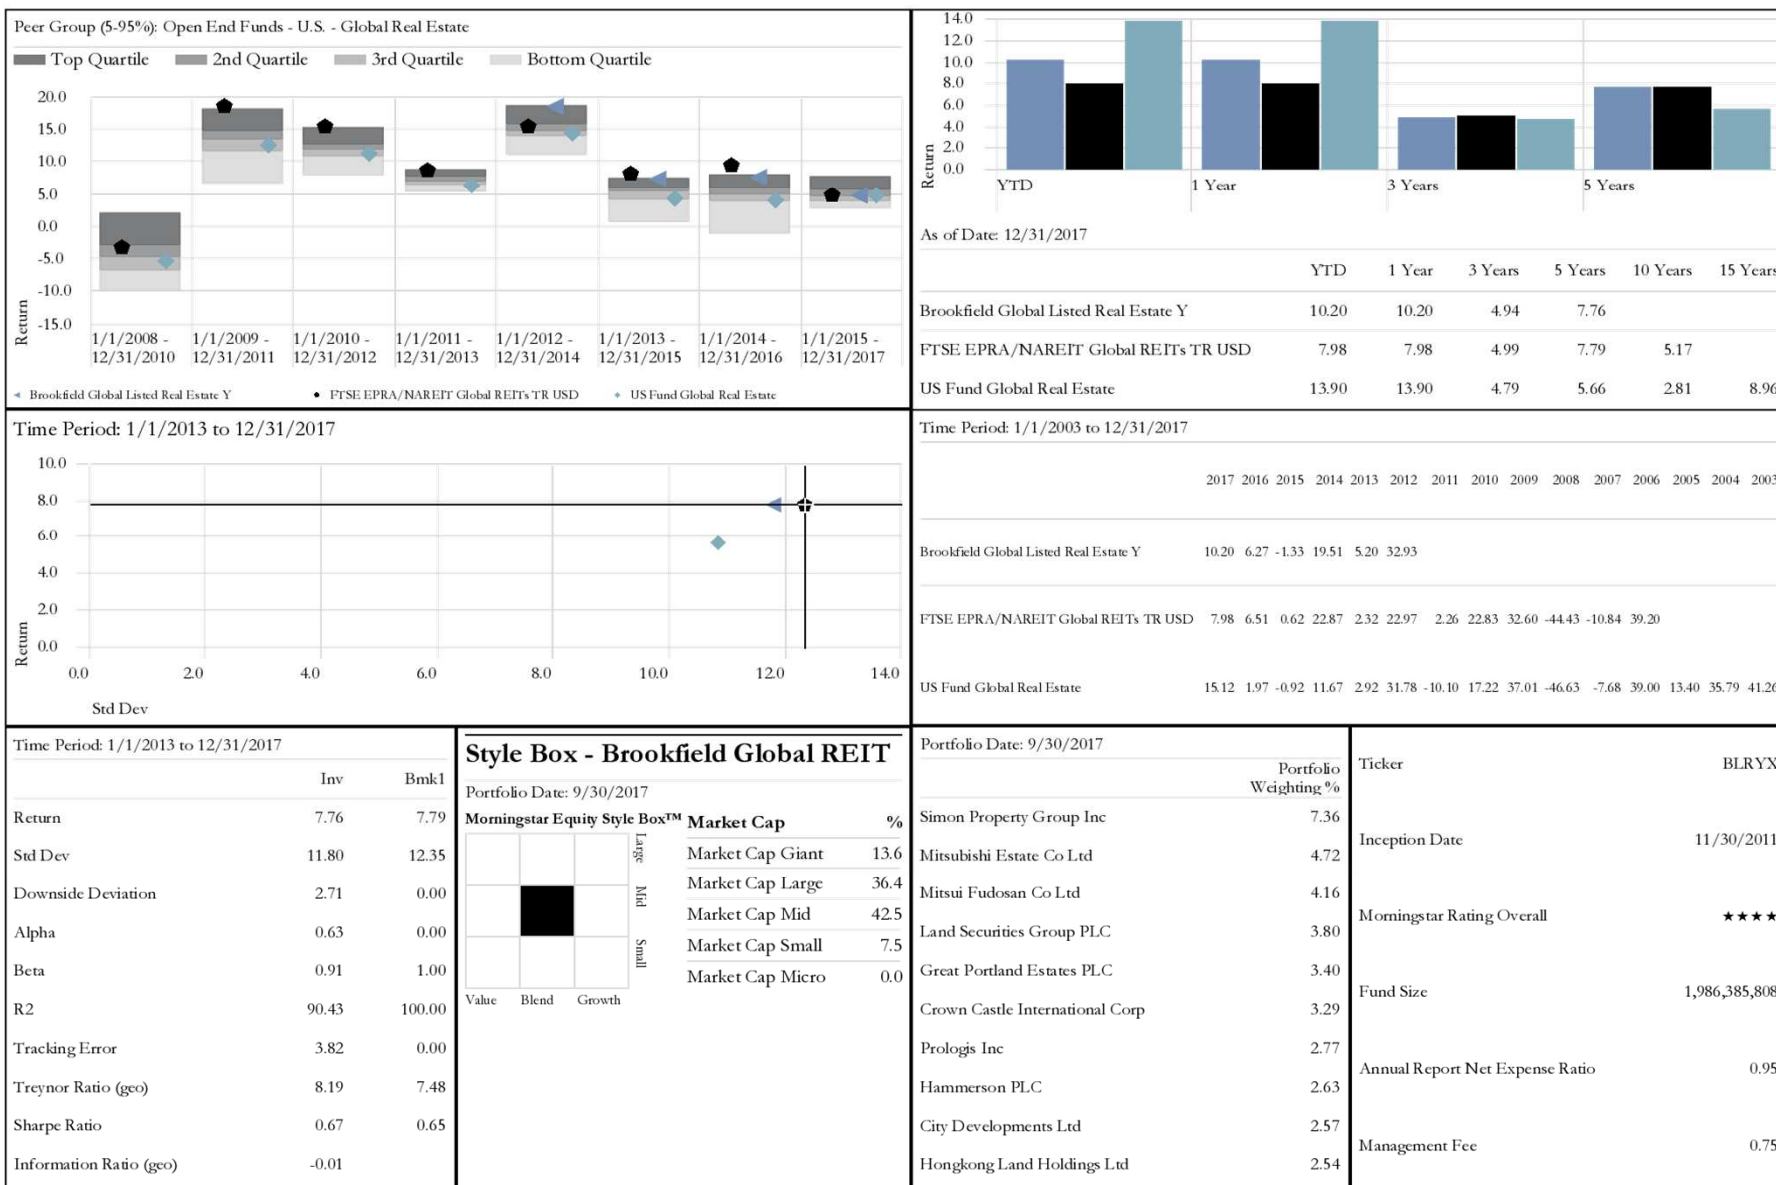 Peer Group (5-95%): Open End Funds - U.S. - Global Real Estate
Top Quartile 2nd Quartile 3rd Quartile Bottom Quartile
20.0
15.0
10.0
5.0
0.0
-5.0
-10.0
-15.0
Return
1/1/2008 - 12/31/2010
1/1/2009 - 12/31/2011
1/1/2010 - 12/31/2012
1/1/2011 - 12/31/2013
1/1/2012 - 12/31/2014
1/1/2013 - 12/31/2015
1/1/2014 - 12/31/2016
1/1/2015 - 12/31/2017
Brookfield Global Listed Real Estate Y FTSE EPRA/NAREIT Global REITs TR USD US Fund Global Real Estate
14.0
12.0
10.0
8.0
6.0
4.0
2.0
0.0
Return
YTD 1 Year 3 Years 5 Years
As of Date: 12/31/2017
YTD 1 Year 3 Years 5 Years 10 Years 15 Years
Brookfield Global Listed Real Estate Y 10.20 10.20 4.94 7.76
FTSE EPRA/NAREIT Global REITs TR USD 7.98 7.98 4.99 7.79 5.17
US Fund Global Real Estate 13.90 13.90 4.79 5.66 2.81 8.96
Time Period: 1/1/2013 to 12/31/2017
10.0
8.0
6.0
4.0
2.0
0.0
Return
0.0 2.0 4.0 6.0 8.0 10.0 12.0 14.0
Std Dev
Time Period: 1/1/2003 to 12/31/2017
2017 2016 2015 2014 2013 2012 2011 2010 2009 2008 2007 2006 2005 2004 2003
Brookfield Global Listed Real Estate Y 10.20 6.27 -1.33 19.51 5.20 32.93
FTSE EPRA/NAREIT Global REITs TR USD 7.98 6.51 0.62 22.87 2.32 22.97 2.26 22.83 32.60 -44.43 -10.84 39.20
US Fund Global Real Estate 15.12 1.97 -0.92 11.67 2.92 31.78 -10.10 17.22 37.01 -46.63 -7.68 39.00 13.40 35.79 41.26
Time Period: 1/1/2013 to 12/31/2017
Inv Bmk1
Return 7.76 7.79
Std Dev 11.80 12.35
Downside Deviation 2.71 0.00
Alpha 0.63 0.00
Beta 0.91 1.00
R2 90.43 100.00
Tracking Error 3.82 0.00
Treynor Ratio (geo) 8.19 7.48
Sharpe Ratio 0.67 0.65
Information Ratio (geo) -0.01
Style Box - Brookfield Global REIT
Portfolio Date: 9/30/2017
Morningstar Equity Style Box™
Large
Mid
Small
Value Blend Growth
Market Cap %
Market Cap Giant 13.6
Market Cap Large 36.4
Market Cap Mid 42.5
Market Cap Small 7.5
Market Cap Micro 0.0
Portfolio Date: 9/30/2017
Portfolio
Weighting %
Simon Property Group Inc 7.36
Mitsubishi Estate Co Ltd 4.72
Mitsui Fudosan Co Ltd 4.16
Land Securities Group PLC 3.80
Great Portland Estates PLC 3.40
Crown Castle International Corp 3.29
Prologis Inc 2.77
Hammerson PLC 2.63
City Developments Ltd 2.57
Hongkong Land Holdings Ltd 2.54
Ticker BLRYX
Inception Date 11/30/2011
Morningstar Rating Overall ★★★★
Fund Size 1,986,385,808
Annual Report Net Expense Ratio 0.95
Management Fee 0.75